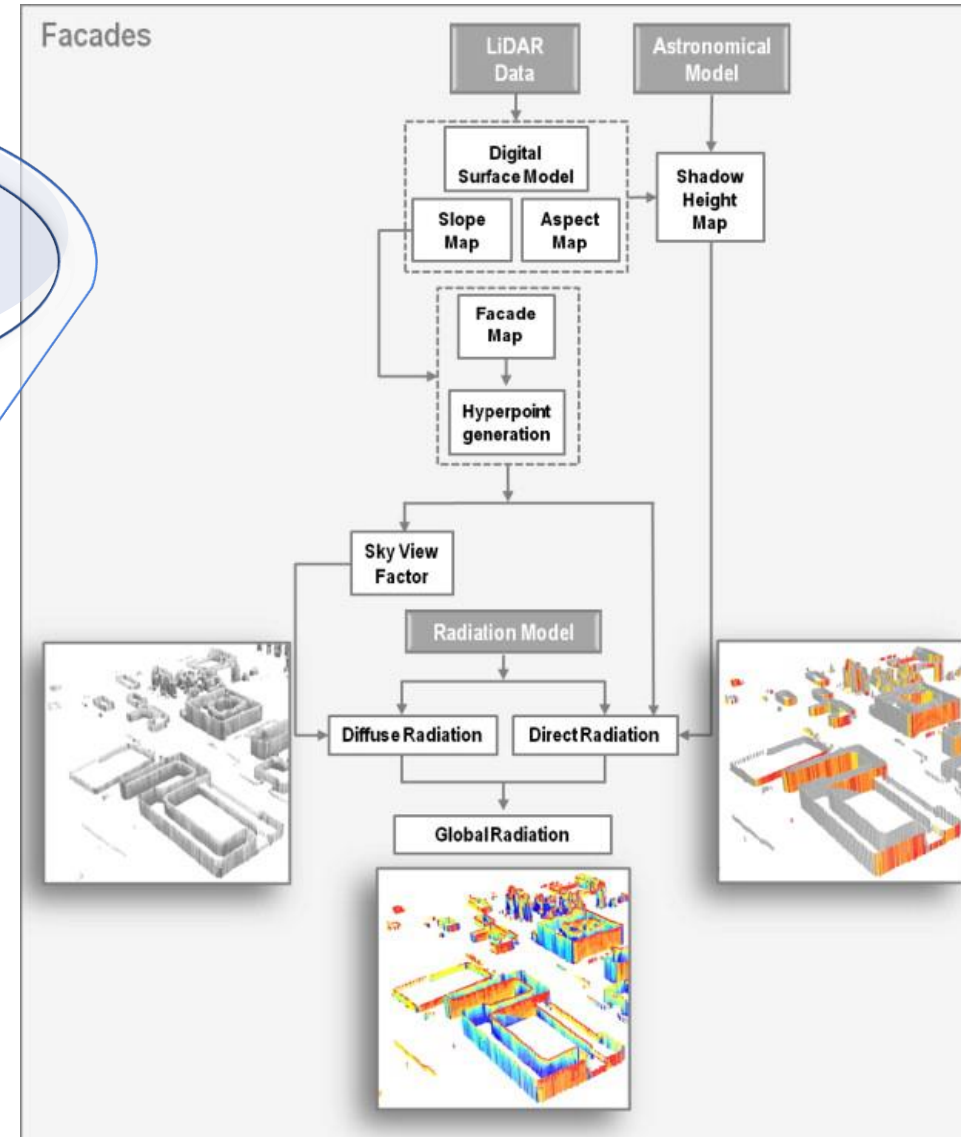 Facades
LiDAR
Data
Astronomical
Model
Digital
Surface Model
Shadow
Height
Map
Slope
Map
Aspect
Map
Facade
Map
Hyperpoint
generation
Sky View
Factor
Radiation Model
Diffuse Radiation
Direct Radiation
Global Radiation